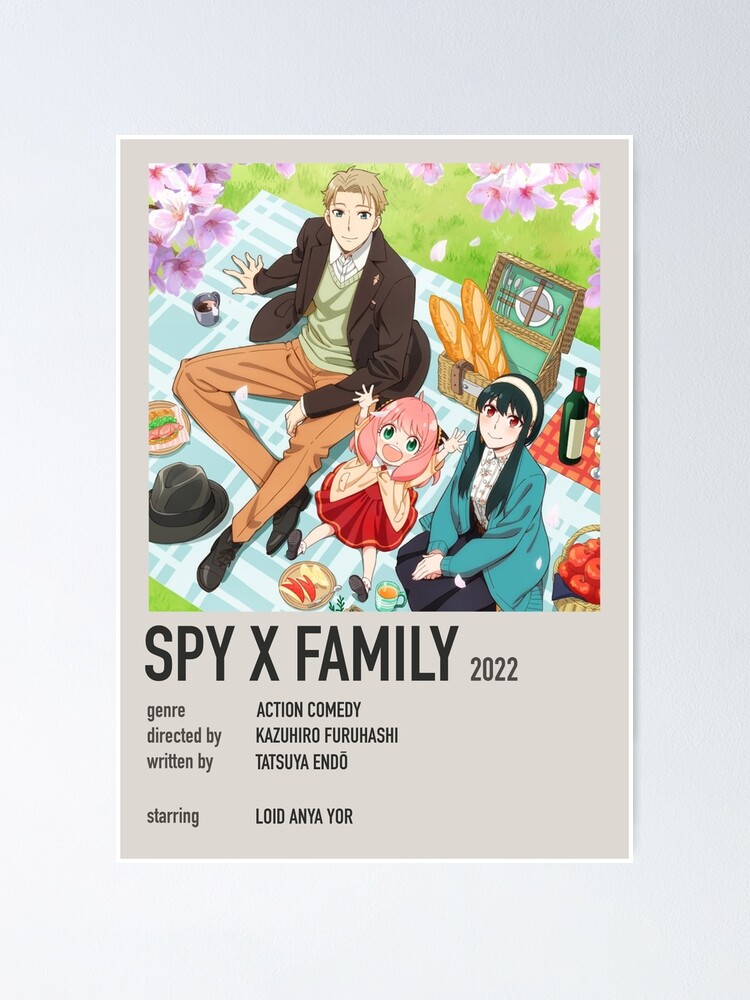 SPY X FAMILY 2022
genre ACTION COMEDY
directed by KAZUHIRO FURUHASHI
written by TATSUYA ENDŌ
starring LOID ANYA YOR